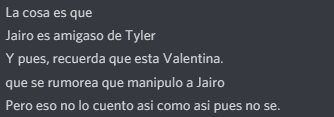 La cosa es que
Jairo es amigaso de Tyler
Y pues, recuerda que esta Valentina.
que se rumorea que manipulo a Jairo
Pero eso no lo cuento asi como asi pues no se.